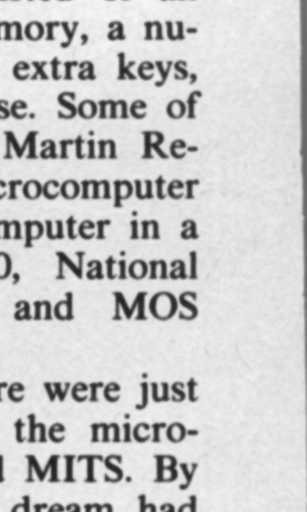 mory, a nu-
extra keys,
se. Some of
Martin Re-
crocomputer
mputer in a
0, National
and MOS
re were just
the micro-
MITS. By
dream had